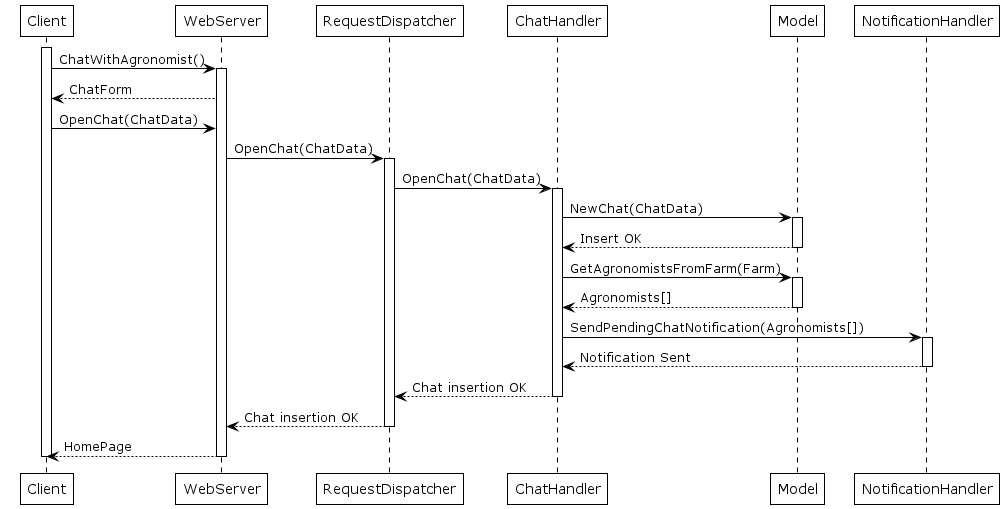 Client WebServer RequestDispatcher ChatHandler Model NotificationHandler
ChatWithAgronomist()
ChatForm
OpenChat(ChatData)
OpenChat(ChatData)
OpenChat(ChatData)
NewChat(ChatData)
Insert OK
GetAgronomistsFromFarm(Farm)
Agronomists[]
SendPendingChatNotification(Agronomists[])
Notification Sent
Chat insertion OK
Chat insertion OK
HomePage
Client WebServer RequestDispatcher ChatHandler Model NotificationHandler